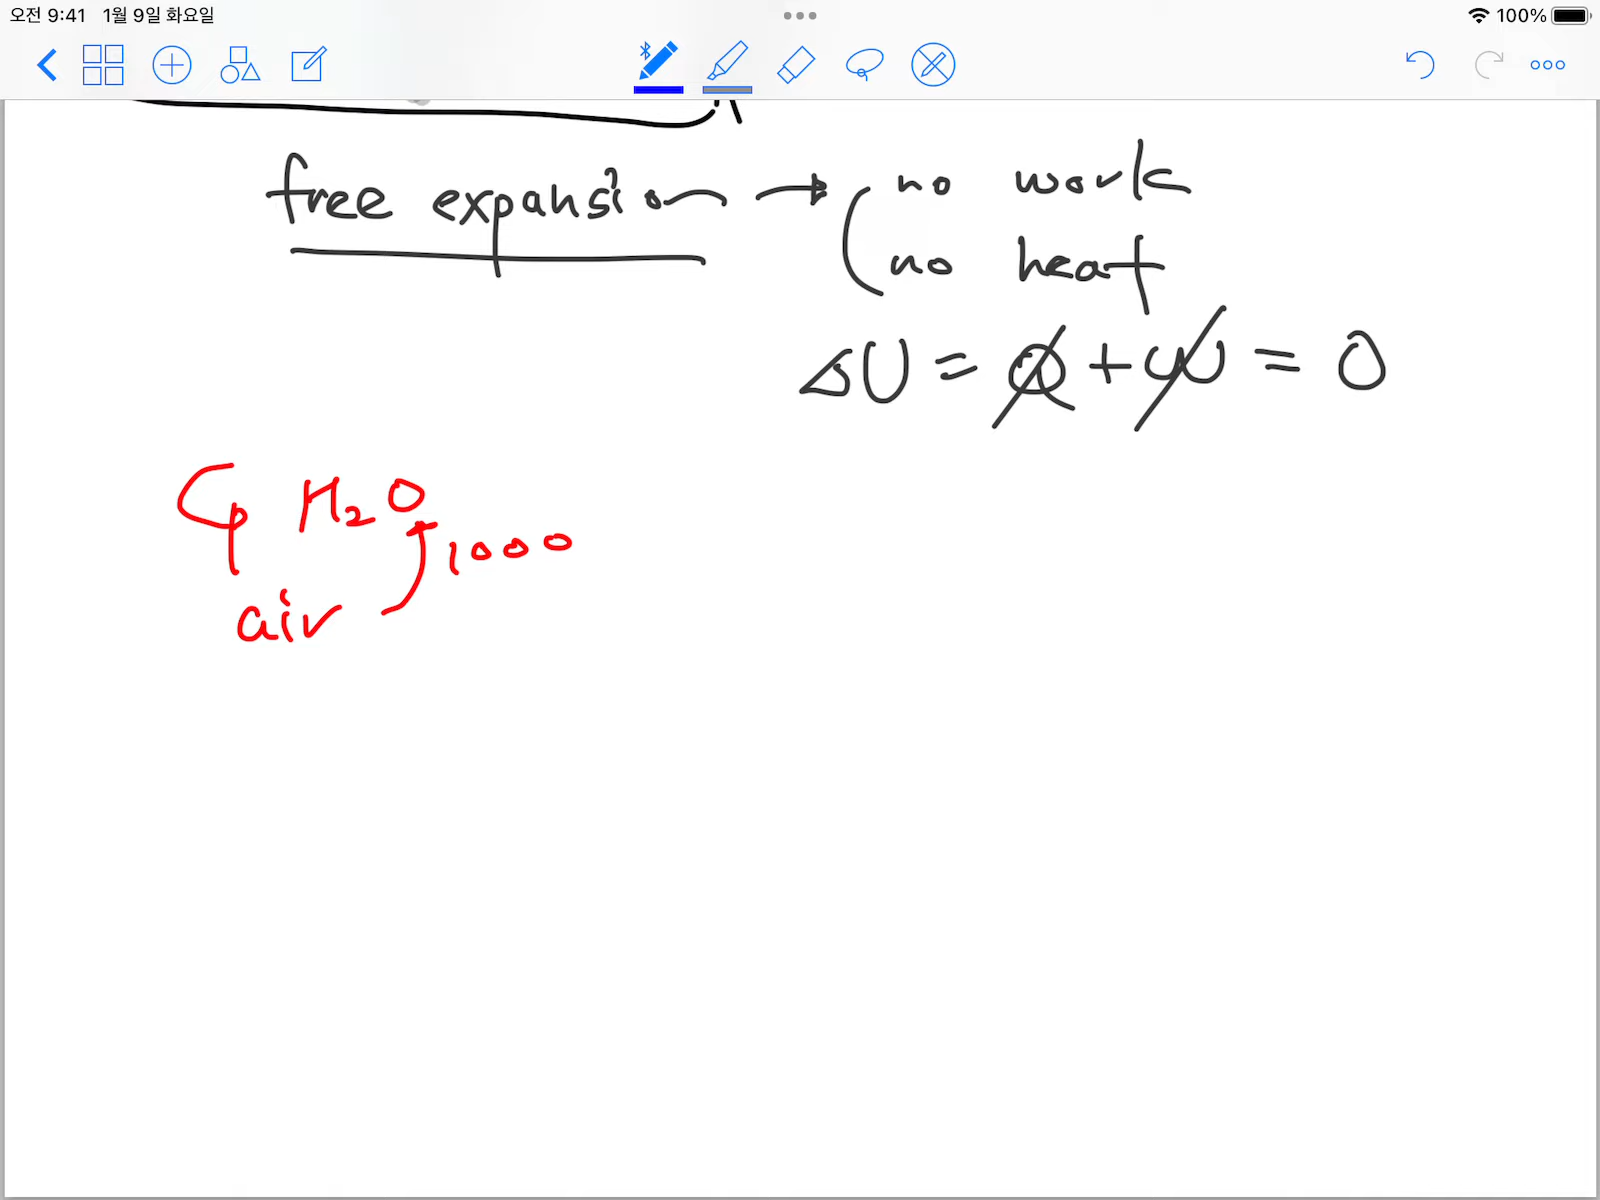 오전 9:41 1월 9일 화요일
100%
free expansion → no work
no heat
ΔU = Q + W = 0
Cp H₂O
1000
air